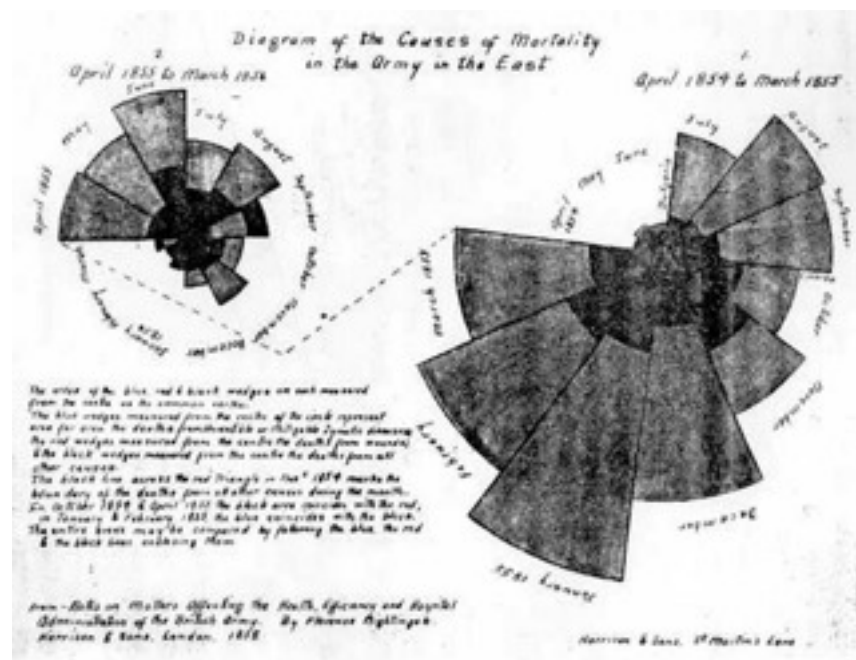 Diagram of the Causes of Mortality
in the Army in the East
2.
April 1855 to March 1856
1.
April 1854 to March 1855
June
July
May
August
April 1855
September
October
November
December
January 1856
February
March
July
August
June
May
April
1854
September
October
November
March 1855
February
December
January 1855
The areas of the blue, red & black wedges are each measured
from the centre as the common vertex.
The blue wedges measured from the centre of the circle represent
area for area the deaths from Preventible or Mitigable Zymotic diseases,
the red wedges measured from the centre the deaths from wounds,
& the black wedges measured from the centre the deaths from all
other causes.
The black line across the red triangle in Nov 1854 marks the
boundary of the deaths from all other causes during the month.
In October 1854 & April 1855 the black area coincides with the red,
in January & February 1855 the blue coincides with the black.
The entire areas may be compared by following the blue, the red
& the black lines enclosing them.
from - Notes on Matters Affecting the Health, Efficiency and Hospital
Administration of the British Army. By Florence Nightingale.
Harrison & Sons, London, 1858
Harrison & Sons, St Martin's Lane